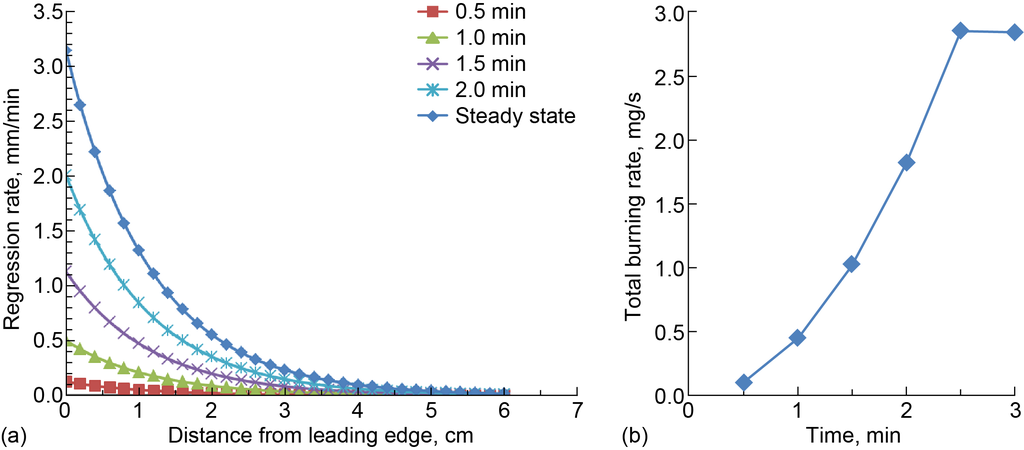 3.5
3.0
2.5
2.0
1.5
1.0
0.5
0.0
Regression rate, mm/min
0 1 2 3 4 5 6 7
Distance from leading edge, cm
(a)
0.5 min
1.0 min
1.5 min
2.0 min
Steady state
3.0
2.5
2.0
1.5
1.0
0.5
0.0
Total burning rate, mg/s
0 1 2 3
Time, min
(b)